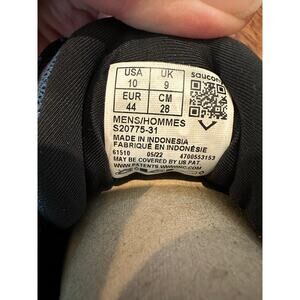 USA UK saucony
10 9
EUR CM
44 28
MENS/HOMMES
S20775-31
MADE IN INDONESIA
FABRIQUÉ EN INDONÉSIE
61510 05/22 4700553153
MAY BE COVERED BY US PAT.